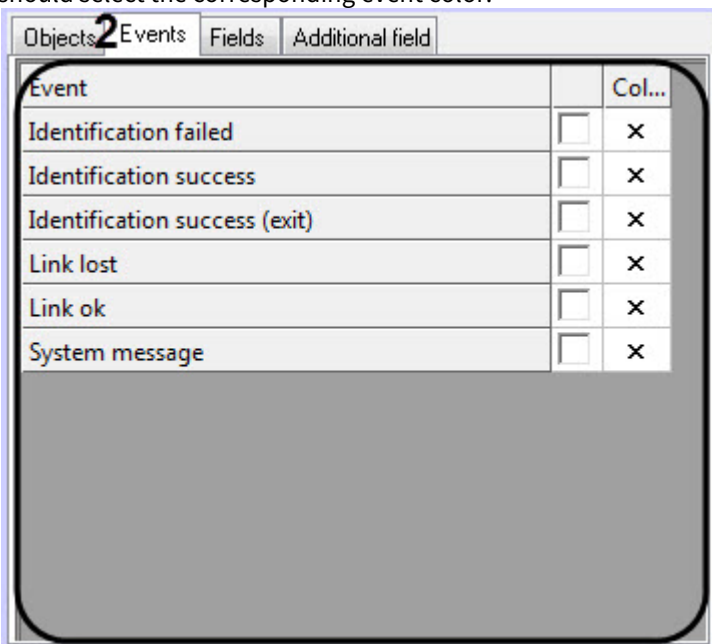 should select the corresponding event color.
Objects 2 Events Fields Additional field
Event Col...
Identification failed ×
Identification success ×
Identification success (exit) ×
Link lost ×
Link ok ×
System message ×